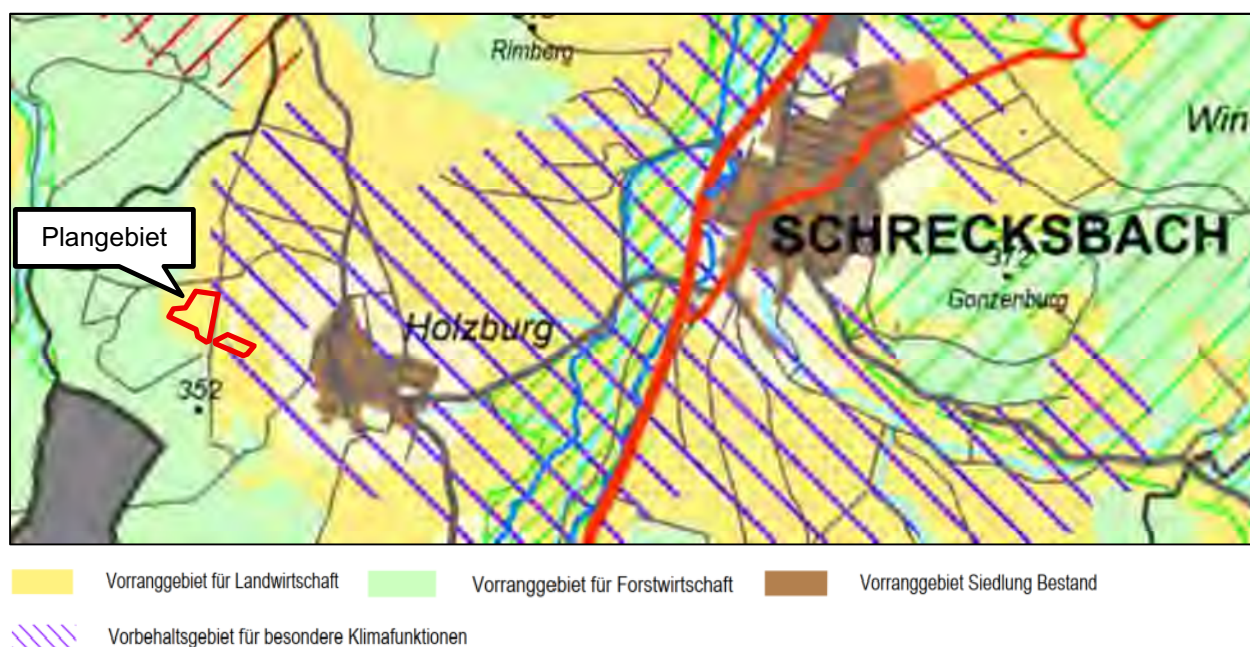 Rimberg
Win
Plangebiet
SCHRECKSBACH
312
Gonzenburg
Holzburg
352
Vorranggebiet für Landwirtschaft
Vorranggebiet für Forstwirtschaft
Vorranggebiet Siedlung Bestand
Vorbehaltsgebiet für besondere Klimafunktionen